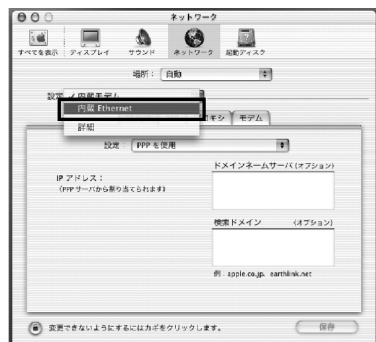 ネットワーク
すべてを表示 ディスプレイ サウンド ネットワーク 起動ディスク
場所： 自動
設定 ✓ 内蔵モデム
内蔵 Ethernet
詳細
キシ モデム
設定 PPP を使用
ドメインネームサーバ (オプション)
IP アドレス：
(PPP サーバから割り当てられます)
検索ドメイン (オプション)
例 : apple.co.jp, earthlink.net
変更できないようにするにはカギをクリックします。 保存